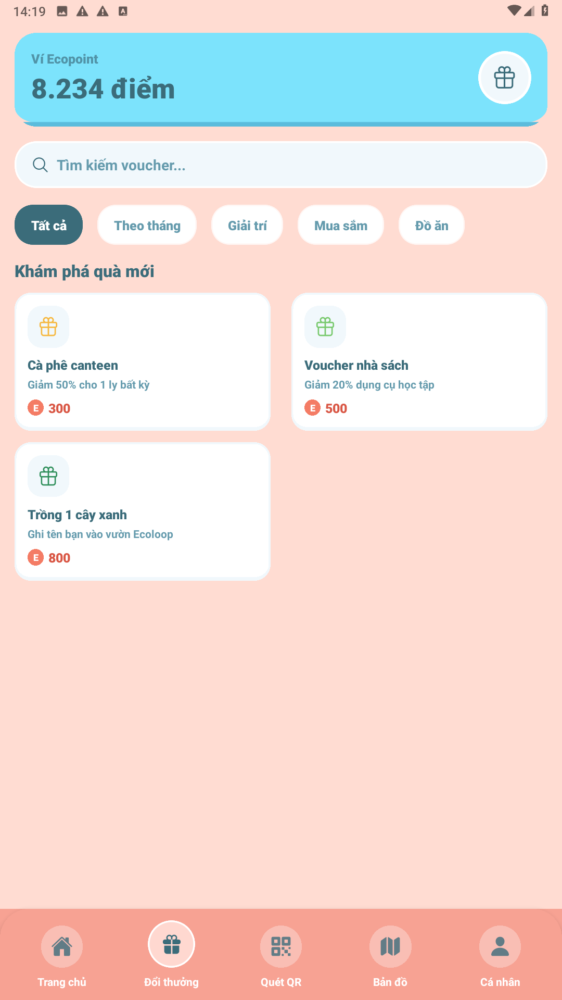 14:19
Ví Ecopoint
8.234 điểm
Tìm kiếm voucher...
Tất cả Theo tháng Giải trí Mua sắm Đồ ăn
Khám phá quà mới
Cà phê canteen
Giảm 50% cho 1 ly bất kỳ
E 300
Voucher nhà sách
Giảm 20% dụng cụ học tập
E 500
Trồng 1 cây xanh
Ghi tên bạn vào vườn Ecoloop
E 800
Trang chủ Đổi thưởng Quét QR Bản đồ Cá nhân